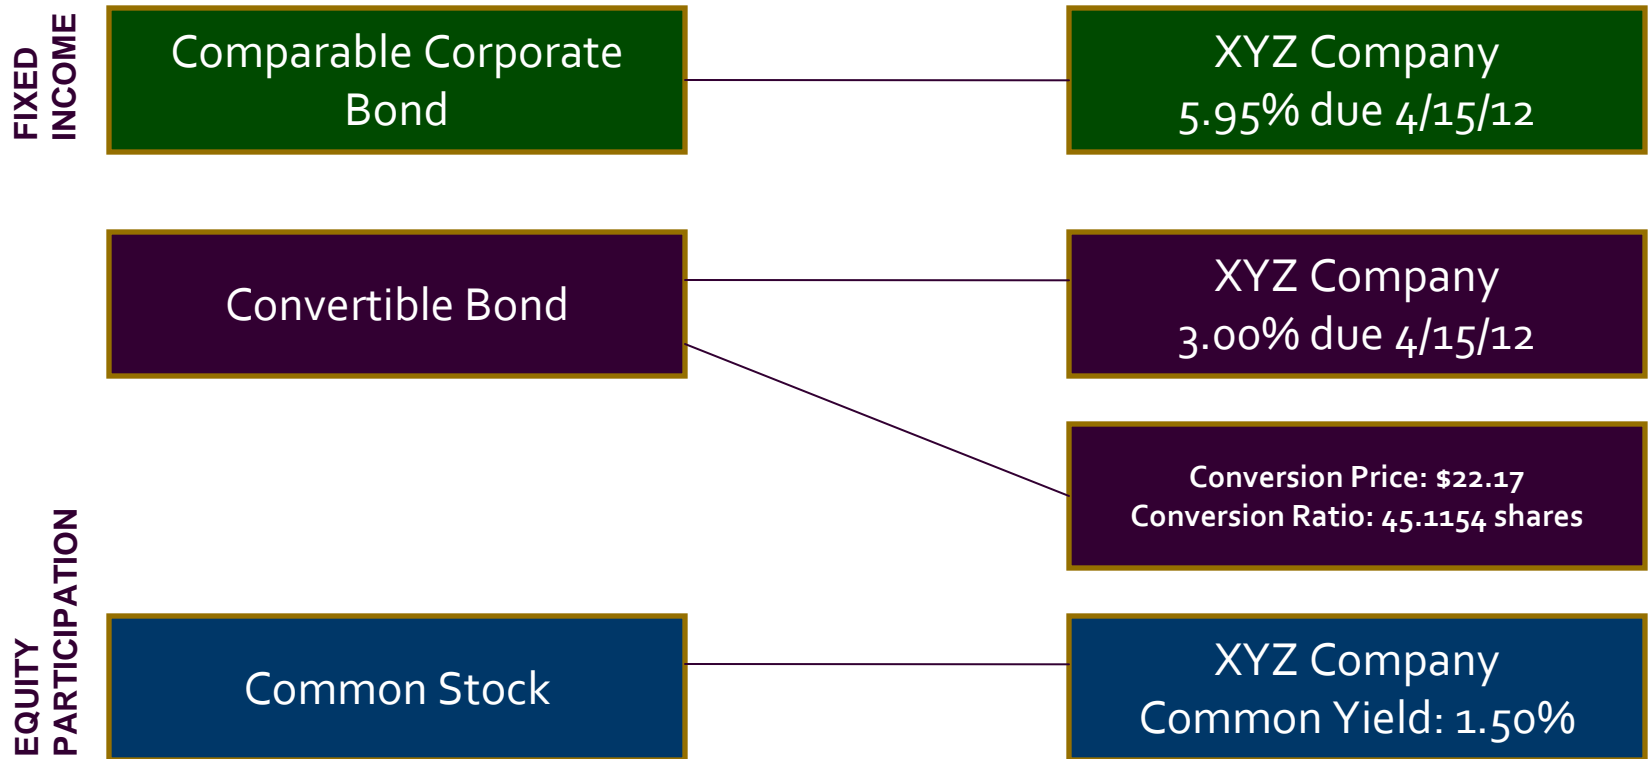 FIXED
INCOME
Comparable Corporate
Bond
XYZ Company
5.95% due 4/15/12
Convertible Bond
XYZ Company
3.00% due 4/15/12
Conversion Price: $22.17
Conversion Ratio: 45.1154 shares
EQUITY
PARTICIPATION
Common Stock
XYZ Company
Common Yield: 1.50%